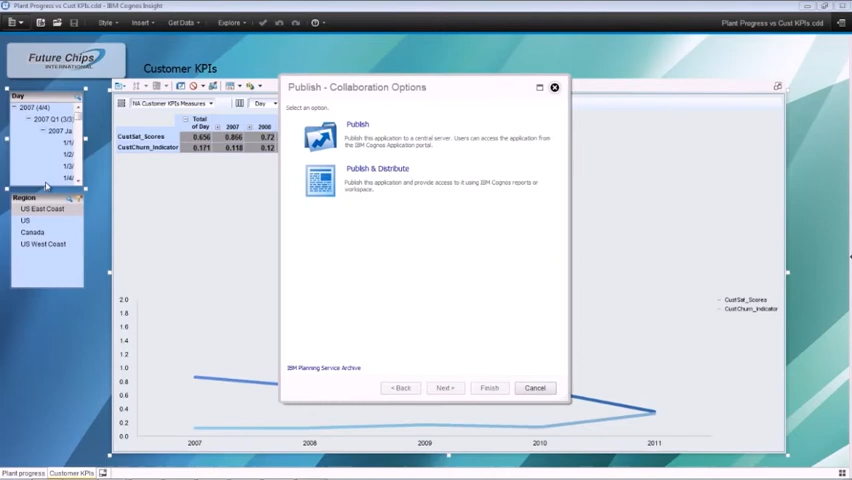 Plant Progress vs Cust KPIs.cdd - IBM Cognos Insight
Style
Insert
Get Data
Explore
Plant Progress vs Cust KPIs.cdd
Future Chips
INTERNATIONAL
Customer KPIs
Day
2007 (4/4)
2007 Q1 (3/3)
2007 Ja
1/1/
1/2/
1/3/
1/4/
Region
US East Coast
US
Canada
US West Coast
NA Customer KPIs Measures
Day
Total of Day
2007
2008
CustSat_Scores 0.656 0.866 0.72
CustChurn_Indicator 0.171 0.118 0.12
Publish - Collaboration Options
Select an option.
Publish
Publish this application to a central server. Users can access the application from
the IBM Cognos Application portal.
Publish & Distribute
Publish this application and provide access to it using IBM Cognos reports or
workspace.
IBM Planning Service Archive
< Back
Next >
Finish
Cancel
2.0
1.8
1.6
1.4
1.2
1.0
0.8
0.6
0.4
0.2
0.0
2007
2008
2009
2010
2011
CustSat_Scores
CustChurn_Indicator
Plant progress
Customer KPIs